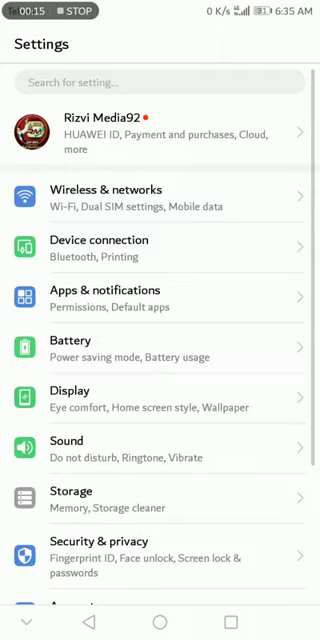 00:15 STOP
0 K/s 6:35 AM
Settings
Search for setting...
Rizvi Media92
HUAWEI ID, Payment and purchases, Cloud,
more
Wireless & networks
Wi-Fi, Dual SIM settings, Mobile data
Device connection
Bluetooth, Printing
Apps & notifications
Permissions, Default apps
Battery
Power saving mode, Battery usage
Display
Eye comfort, Home screen style, Wallpaper
Sound
Do not disturb, Ringtone, Vibrate
Storage
Memory, Storage cleaner
Security & privacy
Fingerprint ID, Face unlock, Screen lock &
passwords